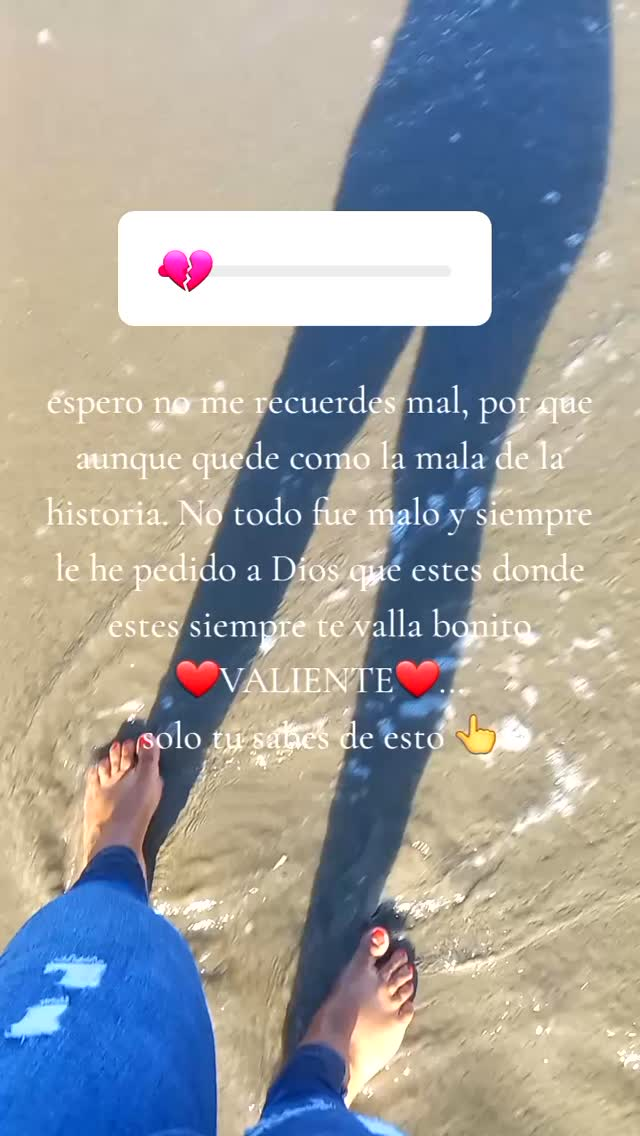 espero no me recuerdes mal, por que
aunque quede como la mala de la
historia. No todo fue malo y siempre
le he pedido a Dios que estes donde
estes siempre te valla bonito
❤️VALIENTE❤️...
solo tu sabes de esto 👆